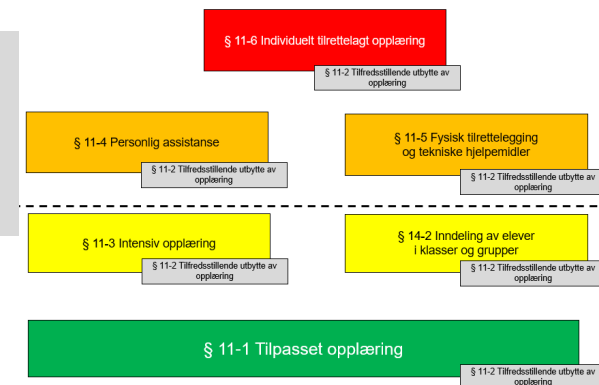 § 11-6 Individuelt tilrettelagt opplæring
§ 11-2 Tilfredsstillende utbytte av
opplæring
§ 11-4 Personlig assistanse
§ 11-2 Tilfredsstillende utbytte av
opplæring
§ 11-5 Fysisk tilrettelegging
og tekniske hjelpemidler
§ 11-2 Tilfredsstillende utbytte av
opplæring
§ 11-3 Intensiv opplæring
§ 11-2 Tilfredsstillende utbytte av
opplæring
§ 14-2 Inndeling av elever
i klasser og grupper
§ 11-2 Tilfredsstillende utbytte av
opplæring
§ 11-1 Tilpasset opplæring
§ 11-2 Tilfredsstillende utbytte av
opplæring